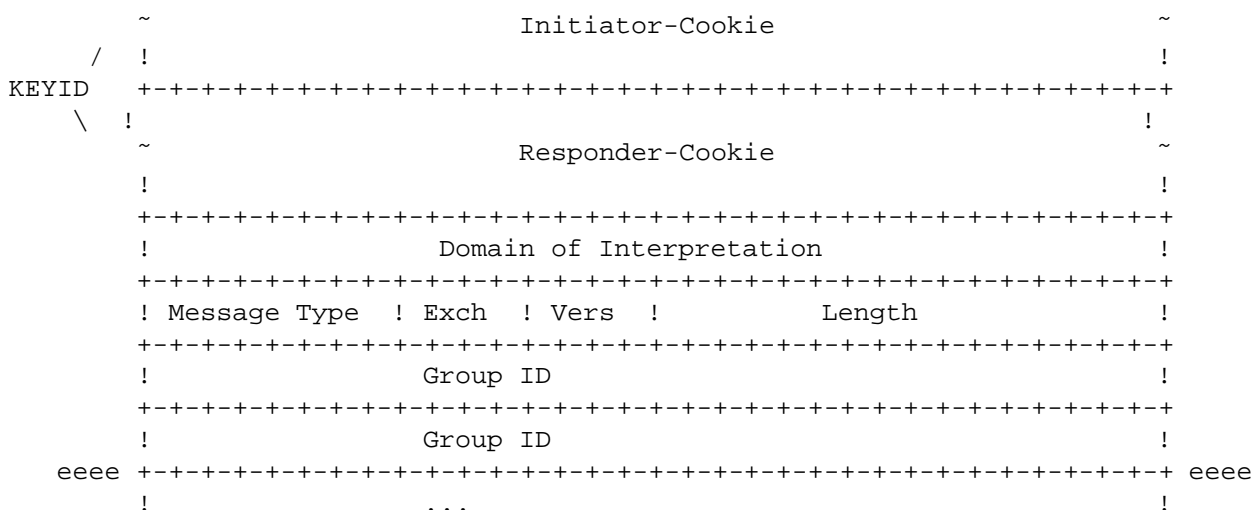 ~                       Initiator-Cookie                        ~
     /  !                                                               !
KEYID   +-+-+-+-+-+-+-+-+-+-+-+-+-+-+-+-+-+-+-+-+-+-+-+-+-+-+-+-+-+-+-+-+
    \  !                                                               !
        ~                       Responder-Cookie                        ~
        !                                                               !
        +-+-+-+-+-+-+-+-+-+-+-+-+-+-+-+-+-+-+-+-+-+-+-+-+-+-+-+-+-+-+-+-+
        !                  Domain of Interpretation                     !
        +-+-+-+-+-+-+-+-+-+-+-+-+-+-+-+-+-+-+-+-+-+-+-+-+-+-+-+-+-+-+-+-+
        ! Message Type  ! Exch  ! Vers  !          Length               !
        +-+-+-+-+-+-+-+-+-+-+-+-+-+-+-+-+-+-+-+-+-+-+-+-+-+-+-+-+-+-+-+-+
        !                 Group ID                                      !
        +-+-+-+-+-+-+-+-+-+-+-+-+-+-+-+-+-+-+-+-+-+-+-+-+-+-+-+-+-+-+-+-+
        !                 Group ID                                      !
   eeee +-+-+-+-+-+-+-+-+-+-+-+-+-+-+-+-+-+-+-+-+-+-+-+-+-+-+-+-+-+-+-+-+ eeee
        !                 ...                                           !